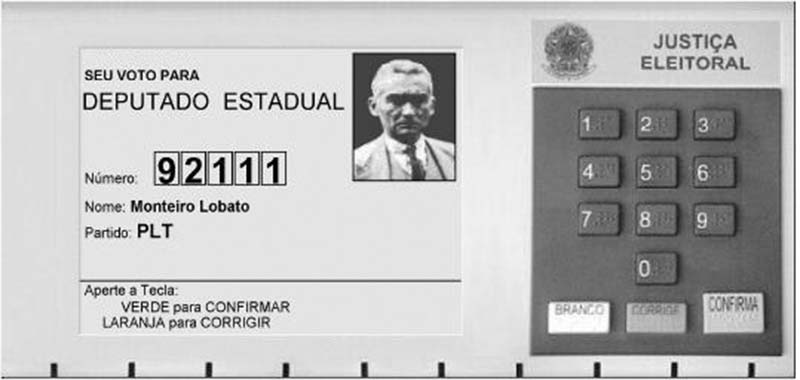 SEU VOTO PARA
DEPUTADO ESTADUAL
Número: 92111
Nome: Monteiro Lobato
Partido: PLT
Aperte a Tecla:
VERDE para CONFIRMAR
LARANJA para CORRIGIR
JUSTIÇA
ELEITORAL
1 2 3
4 5 6
7 8 9
0
BRANCO CORRIGE CONFIRMA